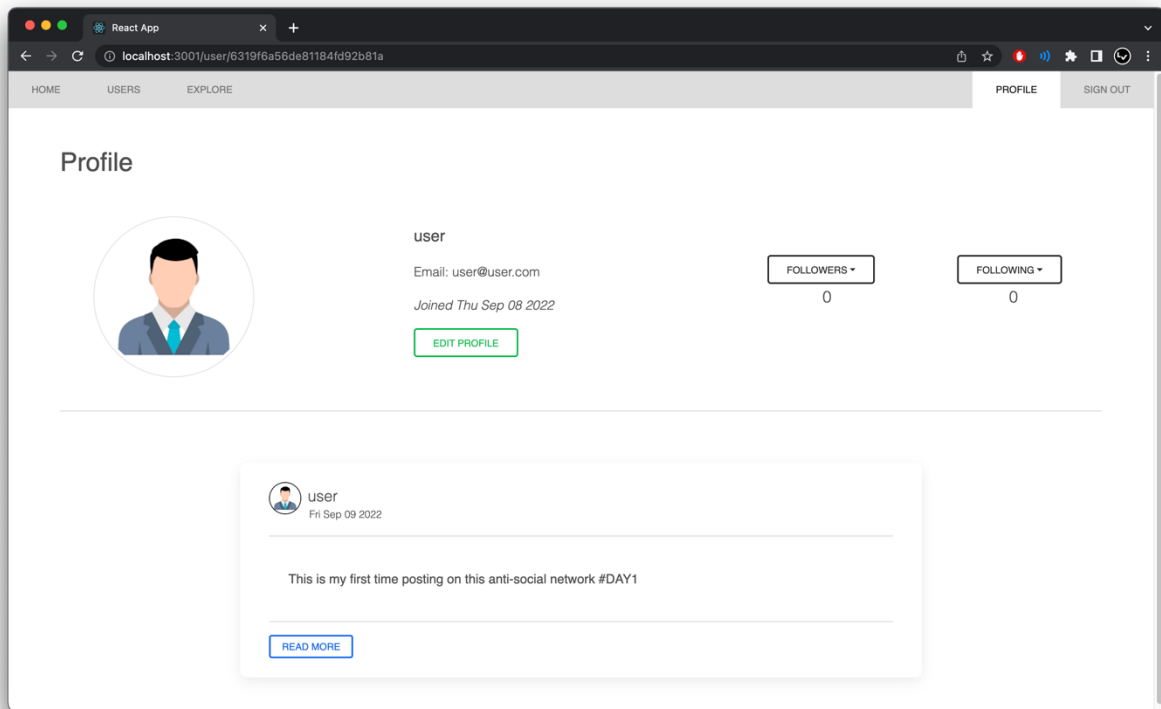 React App
localhost:3001/user/6319f6a56de81184fd92b81a
HOME USERS EXPLORE PROFILE SIGN OUT
Profile
user
Email: user@user.com
Joined Thu Sep 08 2022
EDIT PROFILE
FOLLOWERS
0
FOLLOWING
0
user
Fri Sep 09 2022
This is my first time posting on this anti-social network #DAY1
READ MORE